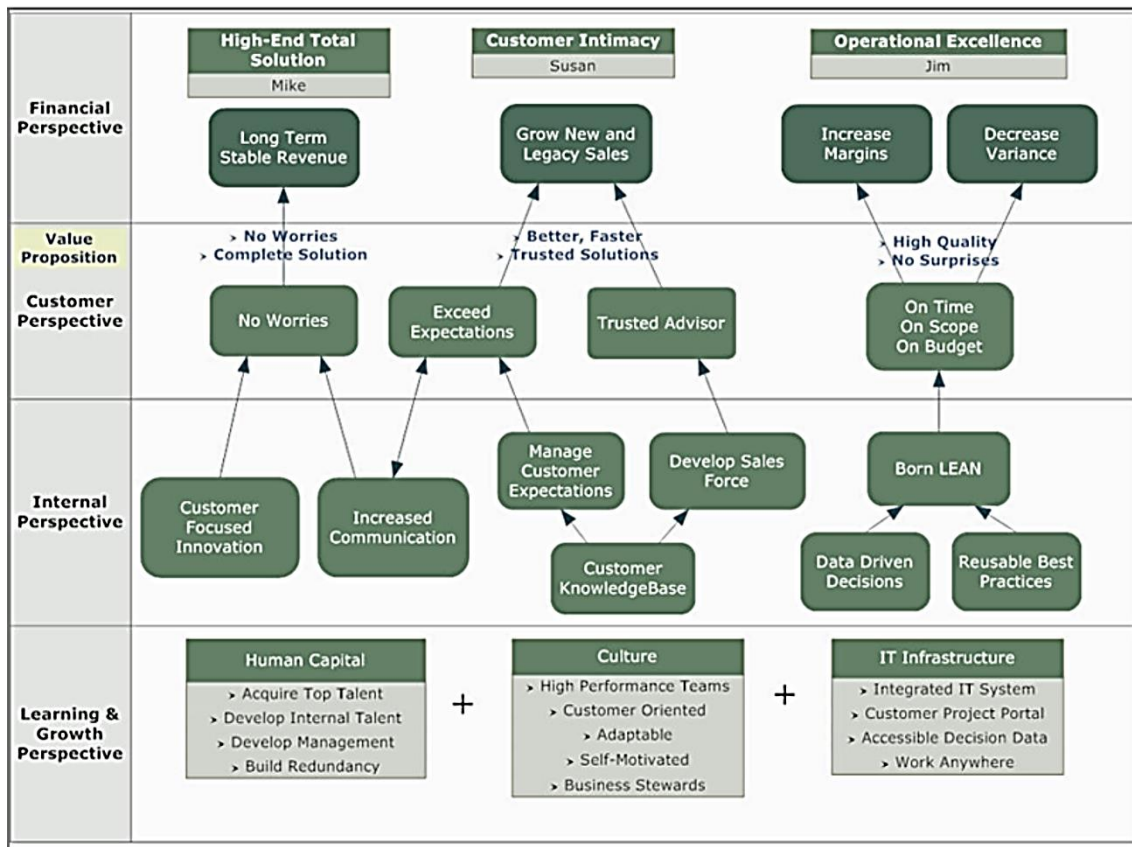 High-End Total
Solution
Mike
Customer Intimacy
Susan
Operational Excellence
Jim
Financial
Perspective
Long Term
Stable Revenue
Grow New and
Legacy Sales
Increase
Margins
Decrease
Variance
Value
Proposition
➤ No Worries
➤ Complete Solution
➤ Better, Faster
➤ Trusted Solutions
➤ High Quality
➤ No Surprises
Customer
Perspective
No Worries
Exceed
Expectations
Trusted Advisor
On Time
On Scope
On Budget
Internal
Perspective
Customer
Focused
Innovation
Increased
Communication
Manage
Customer
Expectations
Develop Sales
Force
Born LEAN
Customer
KnowledgeBase
Data Driven
Decisions
Reusable Best
Practices
Learning &
Growth
Perspective
Human Capital
➤ Acquire Top Talent
➤ Develop Internal Talent
➤ Develop Management
➤ Build Redundancy
+
Culture
➤ High Performance Teams
➤ Customer Oriented
➤ Adaptable
➤ Self-Motivated
➤ Business Stewards
+
IT Infrastructure
➤ Integrated IT System
➤ Customer Project Portal
➤ Accessible Decision Data
➤ Work Anywhere